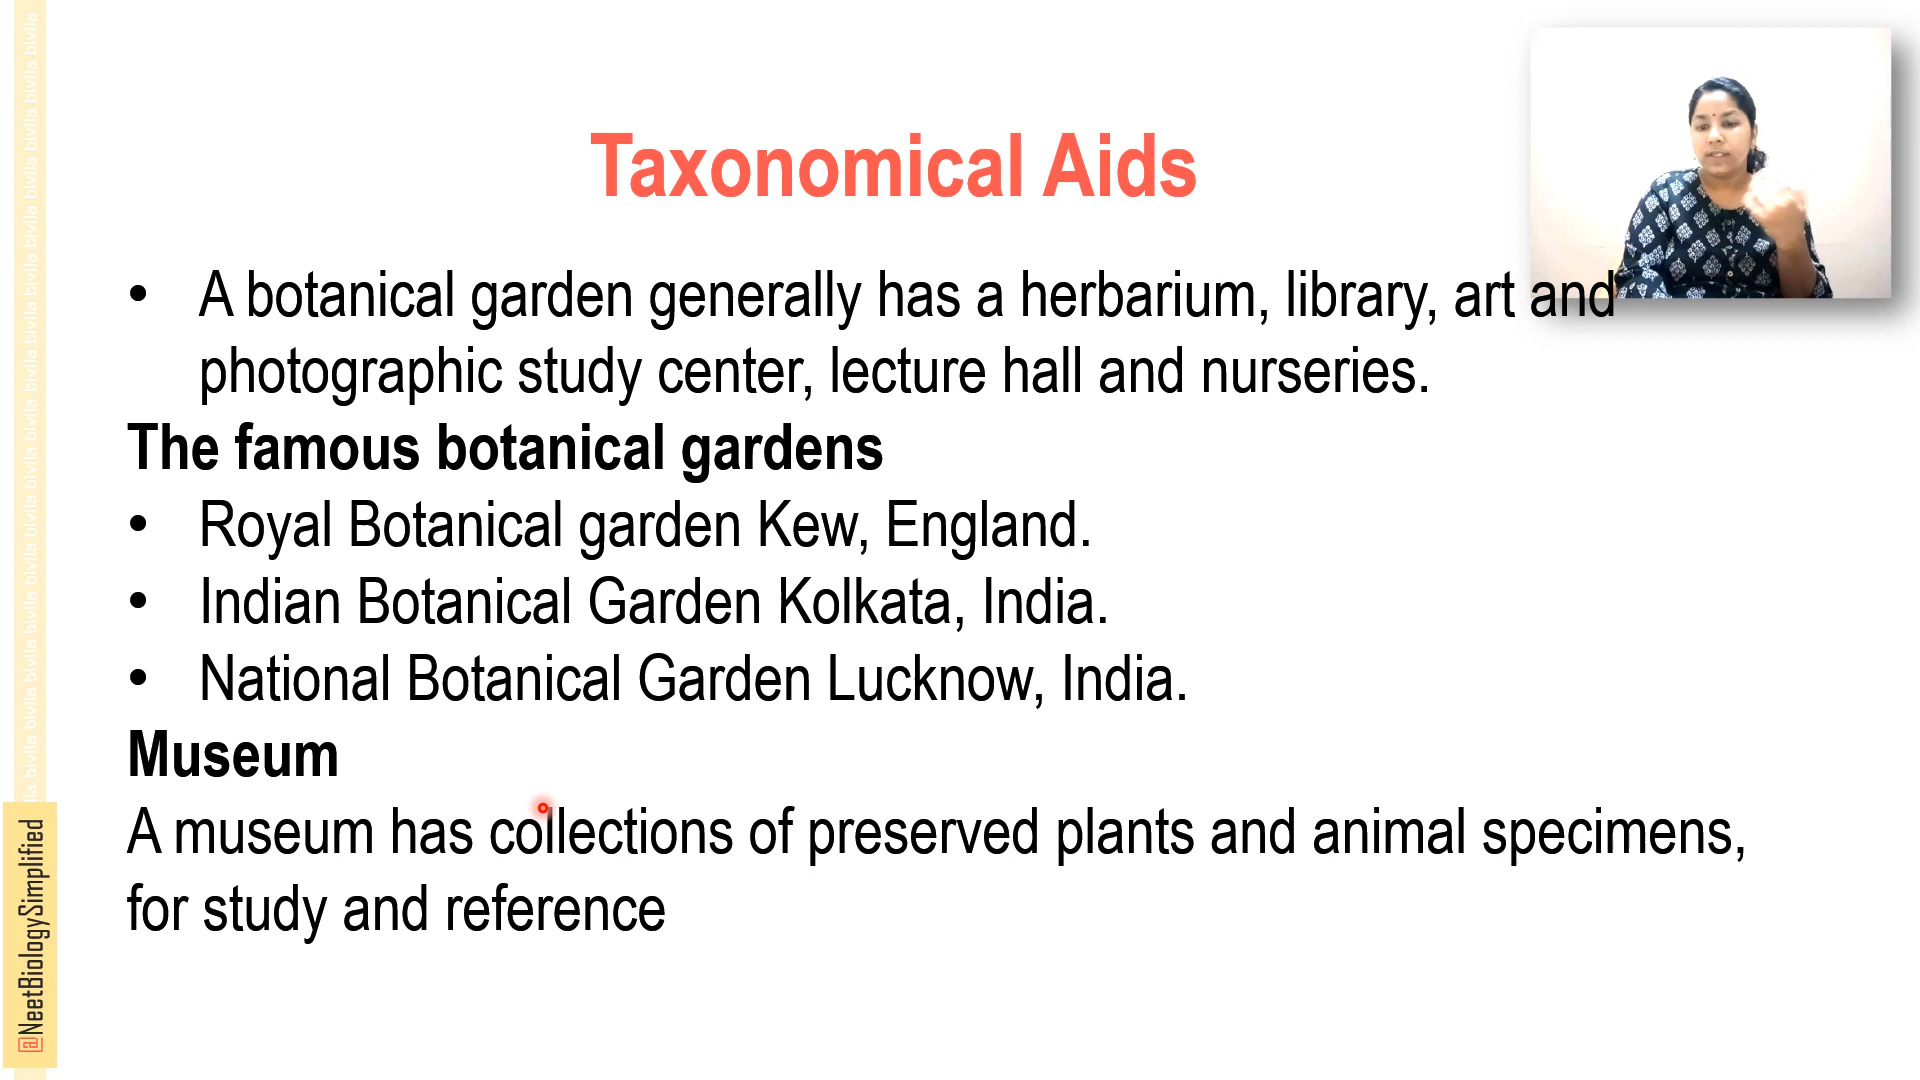 Taxonomical Aids
• A botanical garden generally has a herbarium, library, art and
photographic study center, lecture hall and nurseries.
The famous botanical gardens
• Royal Botanical garden Kew, England.
• Indian Botanical Garden Kolkata, India.
• National Botanical Garden Lucknow, India.
Museum
A museum has collections of preserved plants and animal specimens,
for study and reference
@NeetBiologySimplified